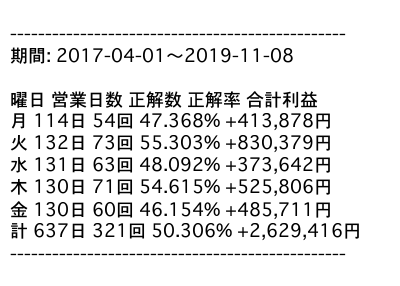 ------------------------------------------------
期間: 2017-04-01〜2019-11-08
曜日 営業日数 正解数 正解率 合計利益
月 114日 54回 47.368% +413,878円
火 132日 73回 55.303% +830,379円
水 131日 63回 48.092% +373,642円
木 130日 71回 54.615% +525,806円
金 130日 60回 46.154% +485,711円
計 637日 321回 50.306% +2,629,416円
------------------------------------------------